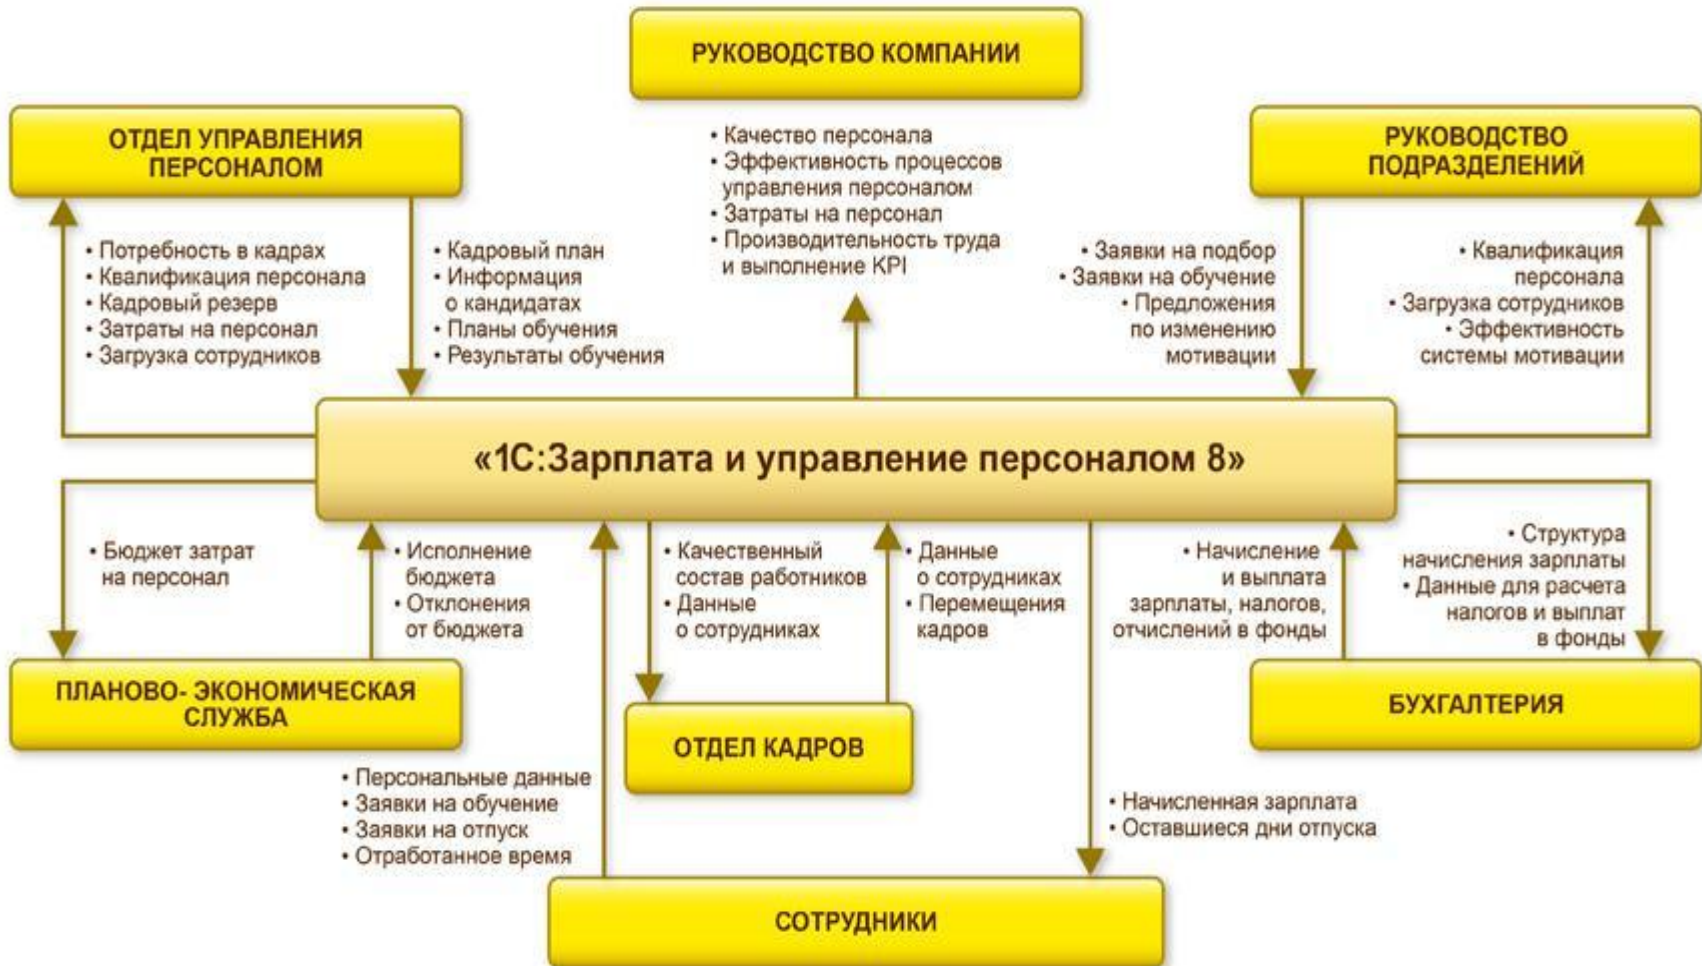 РУКОВОДСТВО КОМПАНИИ
ОТДЕЛ УПРАВЛЕНИЯ
ПЕРСОНАЛОМ
РУКОВОДСТВО
ПОДРАЗДЕЛЕНИЙ
• Качество персонала
• Эффективность процессов
управления персоналом
• Затраты на персонал
• Производительность труда
и выполнение KPI
• Потребность в кадрах
• Квалификация персонала
• Кадровый резерв
• Затраты на персонал
• Загрузка сотрудников
• Кадровый план
• Информация
о кандидатах
• Планы обучения
• Результаты обучения
• Заявки на подбор
• Заявки на обучение
• Предложения
по изменению
мотивации
• Квалификация
персонала
• Загрузка сотрудников
• Эффективность
системы мотивации
«1С:Зарплата и управление персоналом 8»
• Бюджет затрат
на персонал
• Исполнение
бюджета
• Отклонения
от бюджета
• Качественный
состав работников
• Данные
о сотрудниках
• Данные
о сотрудниках
• Перемещения
кадров
• Начисление
и выплата
зарплаты, налогов,
отчислений в фонды
• Структура
начисления зарплаты
• Данные для расчета
налогов и выплат
в фонды
ПЛАНОВО- ЭКОНОМИЧЕСКАЯ
СЛУЖБА
ОТДЕЛ КАДРОВ
БУХГАЛТЕРИЯ
• Персональные данные
• Заявки на обучение
• Заявки на отпуск
• Отработанное время
• Начисленная зарплата
• Оставшиеся дни отпуска
СОТРУДНИКИ